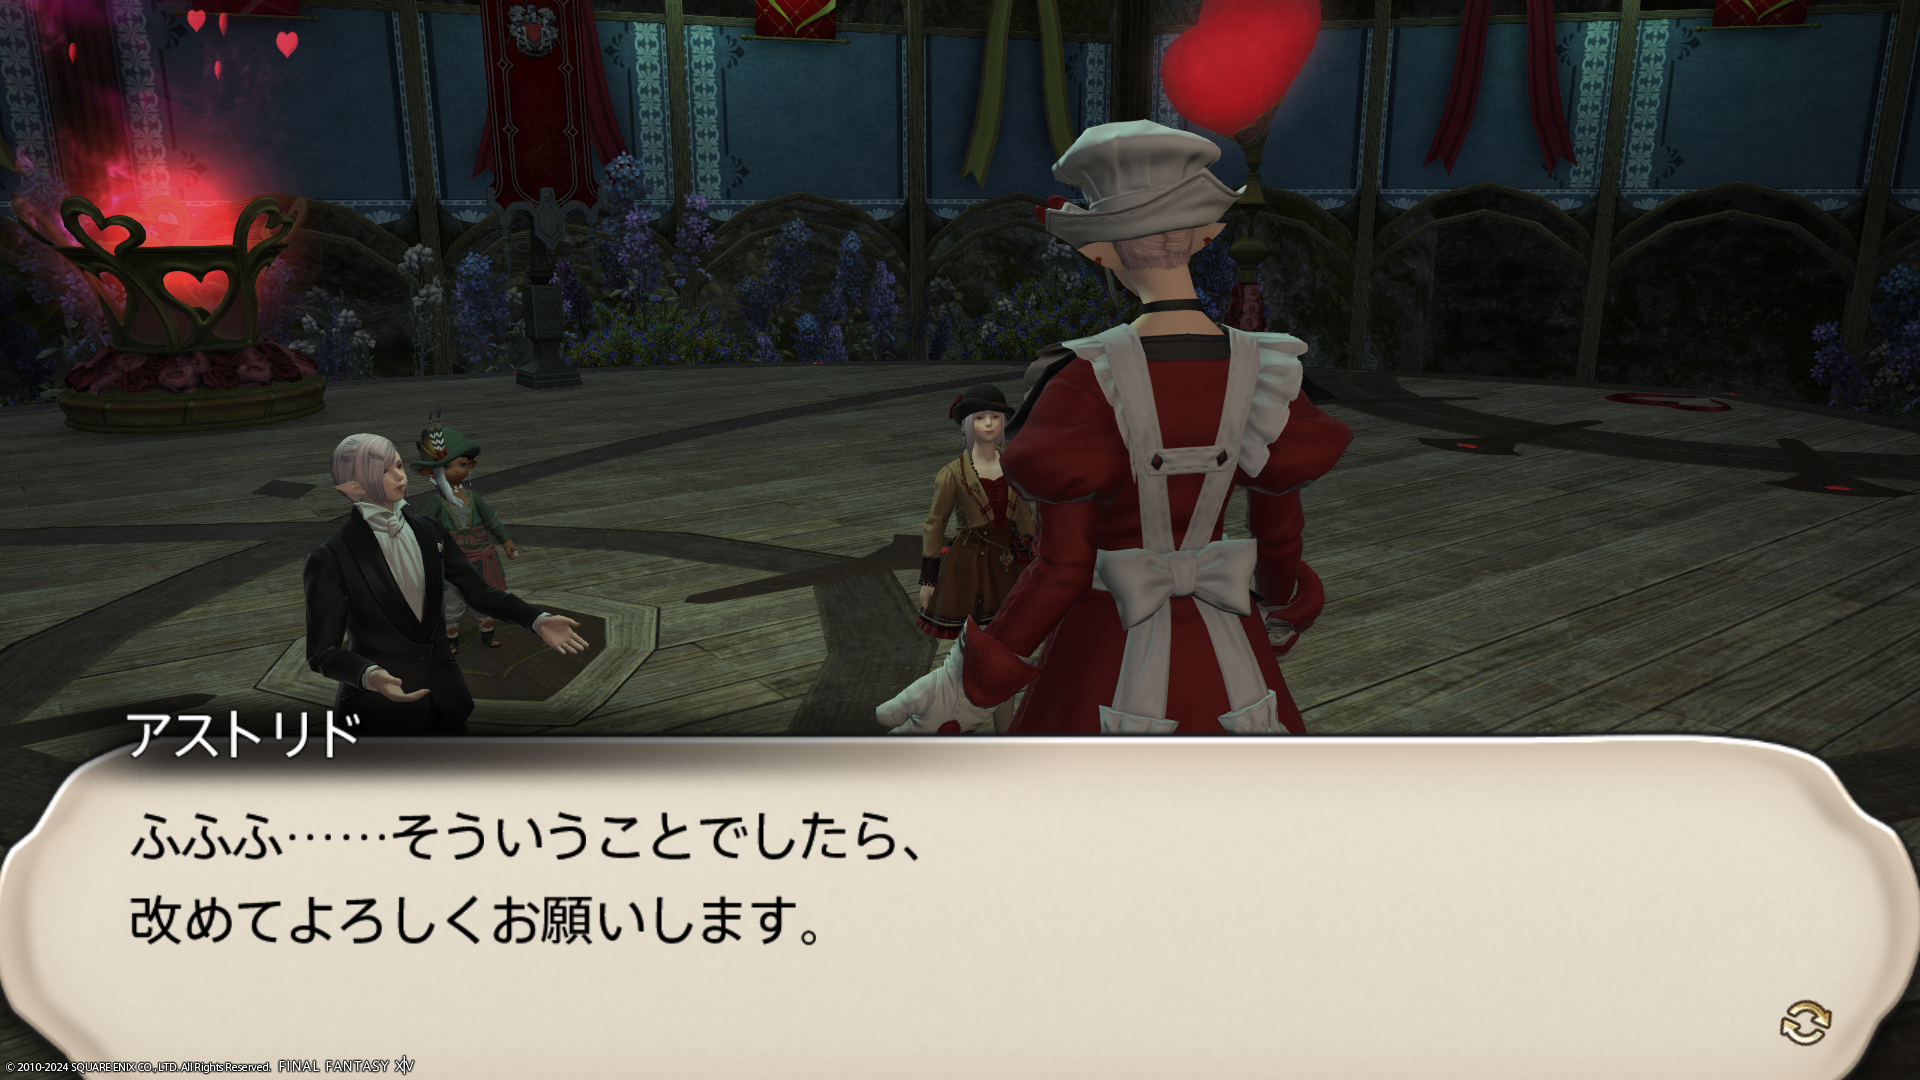 アストリド
ふふふ……そういうことでしたら、
改めてよろしくお願いします。
© 2010-2024 SQUARE ENIX CO., LTD. All Rights Reserved. FINAL FANTASY XIV